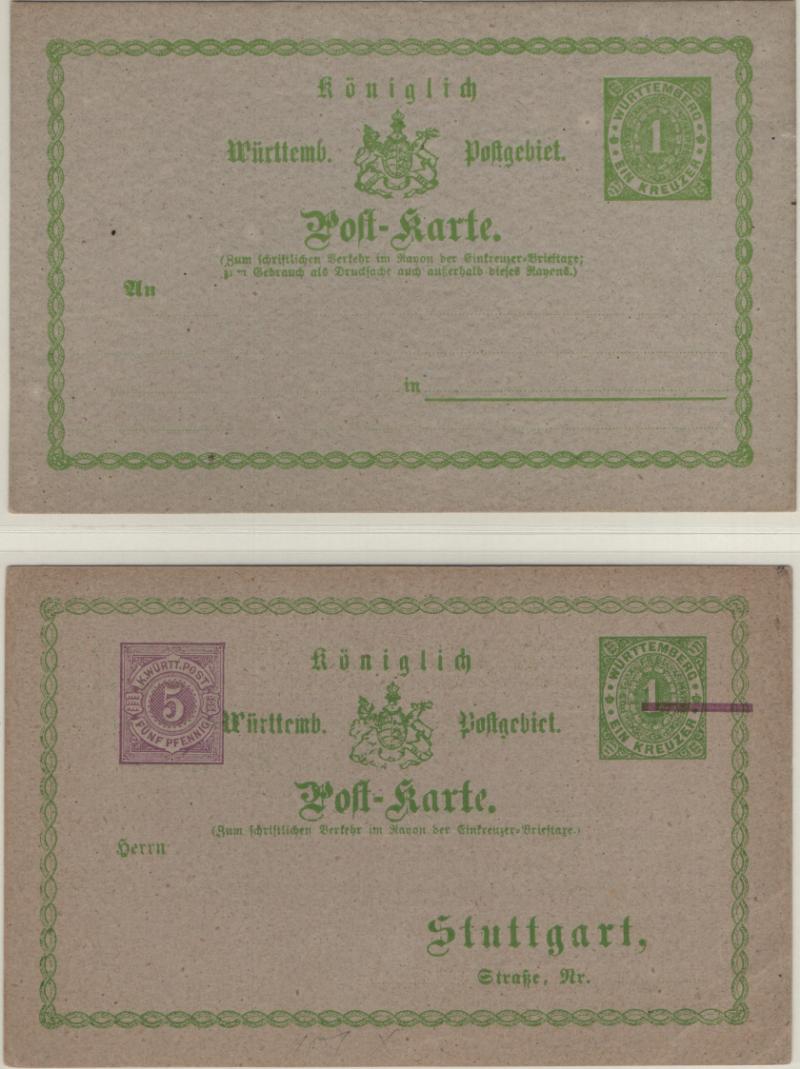 Königlich
Württemb. Postgebiet.
WÜRTTEMBERG
1
EIN KREUZER
Post-Karte.
(Zum schriftlichen Verkehr im Rayon der Einkreuzer-Brieftaxe;
zum Gebrauch als Drucksache auch außerhalb dieses Rayons.)
An
in
K.WÜRTT.POST
5
FÜNF PFENNIG
Königlich
Württemb. Postgebiet.
WÜRTTEMBERG
1
EIN KREUZER
Post-Karte.
(Zum schriftlichen Verkehr im Rayon der Einkreuzer-Brieftaxe.)
Herrn
Stuttgart,
Straße, Nr.